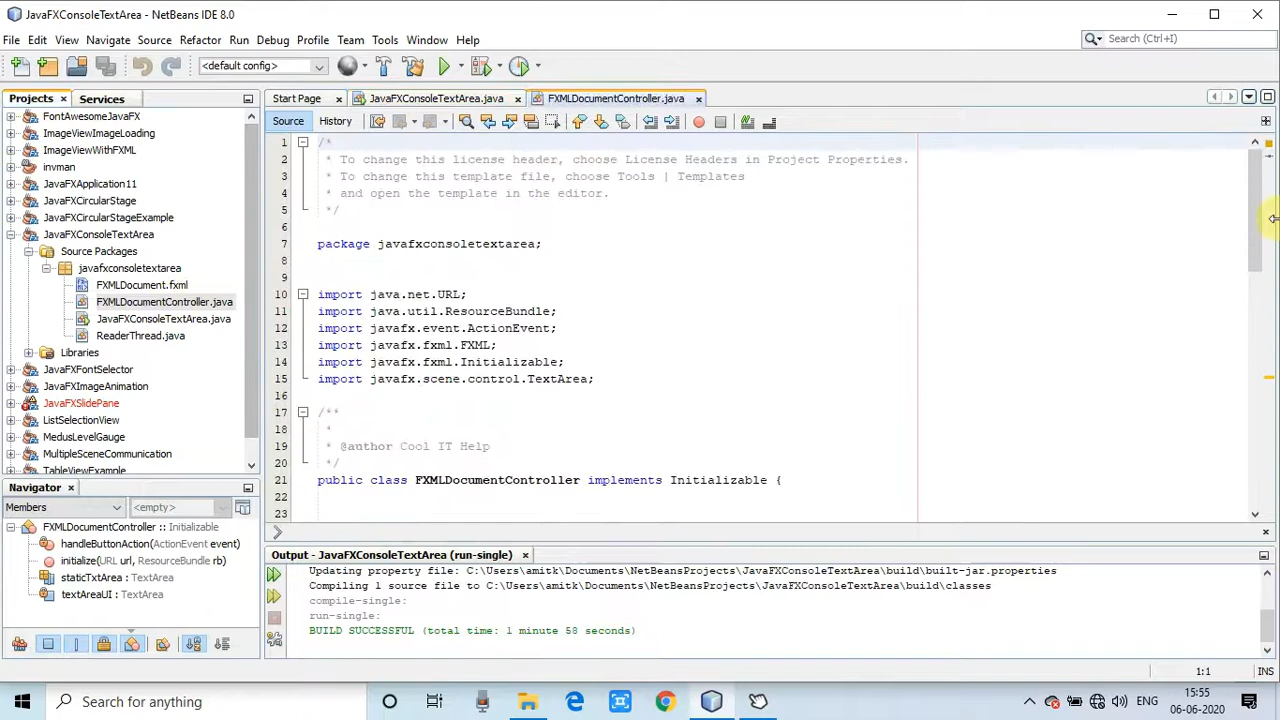 JavaFXConsoleTextArea - NetBeans IDE 8.0
File Edit View Navigate Source Refactor Run Debug Profile Team Tools Window Help
Search (Ctrl+I)
<default config>
Projects Services
FontAwesomeJavaFX
ImageViewImageLoading
ImageViewWithFXML
invman
JavaFXApplication11
JavaFXCircularStage
JavaFXCircularStageExample
JavaFXConsoleTextArea
Source Packages
javafxconsoletextarea
FXMLDocument.fxml
FXMLDocumentController.java
JavaFXConsoleTextArea.java
ReaderThread.java
Libraries
JavaFXFontSelector
JavaFXImageAnimation
JavaFXSlidePane
ListSelectionView
MedusLevelGauge
MultipleSceneCommunication
TableViewExample
Navigator
Members <empty>
FXMLDocumentController :: Initializable
handleButtonAction(ActionEvent event)
initialize(URL url, ResourceBundle rb)
staticTxtArea : TextArea
textAreaUI : TextArea
Start Page JavaFXConsoleTextArea.java FXMLDocumentController.java
Source History
1 /*
2 * To change this license header, choose License Headers in Project Properties.
3 * To change this template file, choose Tools | Templates
4 * and open the template in the editor.
5 */
6
7 package javafxconsoletextarea;
8
9
10 import java.net.URL;
11 import java.util.ResourceBundle;
12 import javafx.event.ActionEvent;
13 import javafx.fxml.FXML;
14 import javafx.fxml.Initializable;
15 import javafx.scene.control.TextArea;
16
17 /**
18 *
19 * @author Cool IT Help
20 */
21 public class FXMLDocumentController implements Initializable {
22
23
Output - JavaFXConsoleTextArea (run-single)
Updating property file: C:\Users\amitk\Documents\NetBeansProjects\JavaFXConsoleTextArea\build\built-jar.properties
Compiling 1 source file to C:\Users\amitk\Documents\NetBeansProjects\JavaFXConsoleTextArea\build\classes
compile-single:
run-single:
BUILD SUCCESSFUL (total time: 1 minute 58 seconds)
1:1 INS
Search for anything
ENG
15:55
06-06-2020